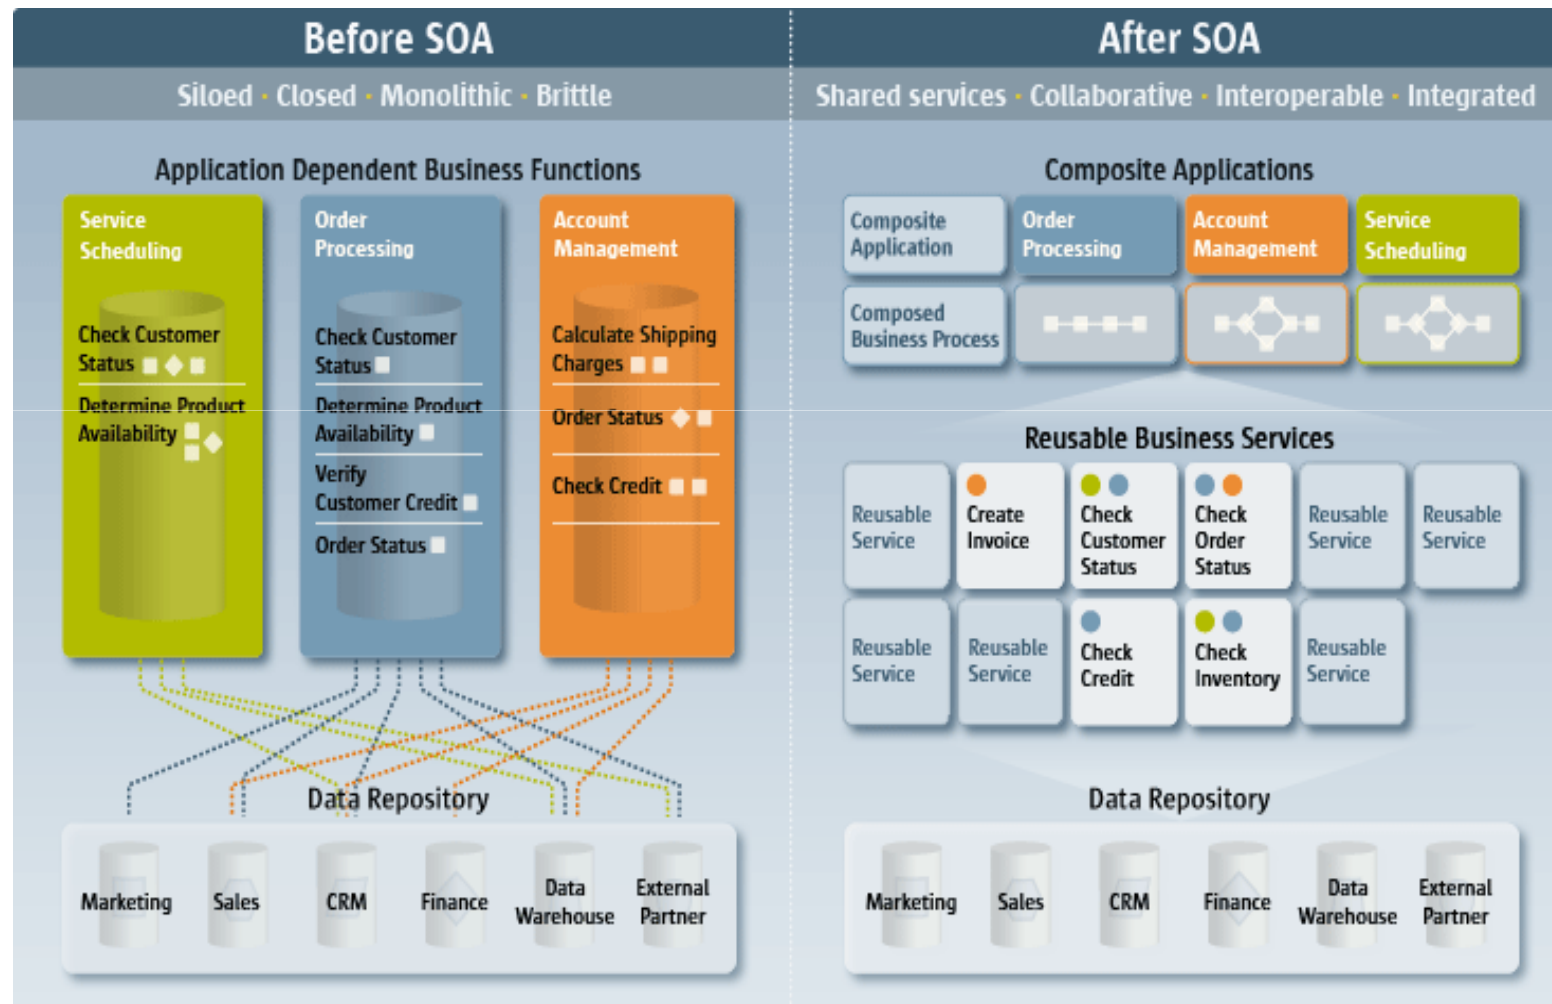 Before SOA
Siloed · Closed · Monolithic · Brittle
Application Dependent Business Functions
Service
Scheduling
Check Customer
Status
Determine Product
Availability
Order
Processing
Check Customer
Status
Determine Product
Availability
Verify
Customer Credit
Order Status
Account
Management
Calculate Shipping
Charges
Order Status
Check Credit
Data Repository
Marketing
Sales
CRM
Finance
Data
Warehouse
External
Partner
After SOA
Shared services · Collaborative · Interoperable · Integrated
Composite Applications
Composite
Application
Order
Processing
Account
Management
Service
Scheduling
Composed
Business Process
Reusable Business Services
Reusable
Service
Create
Invoice
Check
Customer
Status
Check
Order
Status
Reusable
Service
Reusable
Service
Reusable
Service
Reusable
Service
Check
Credit
Check
Inventory
Reusable
Service
Data Repository
Marketing
Sales
CRM
Finance
Data
Warehouse
External
Partner